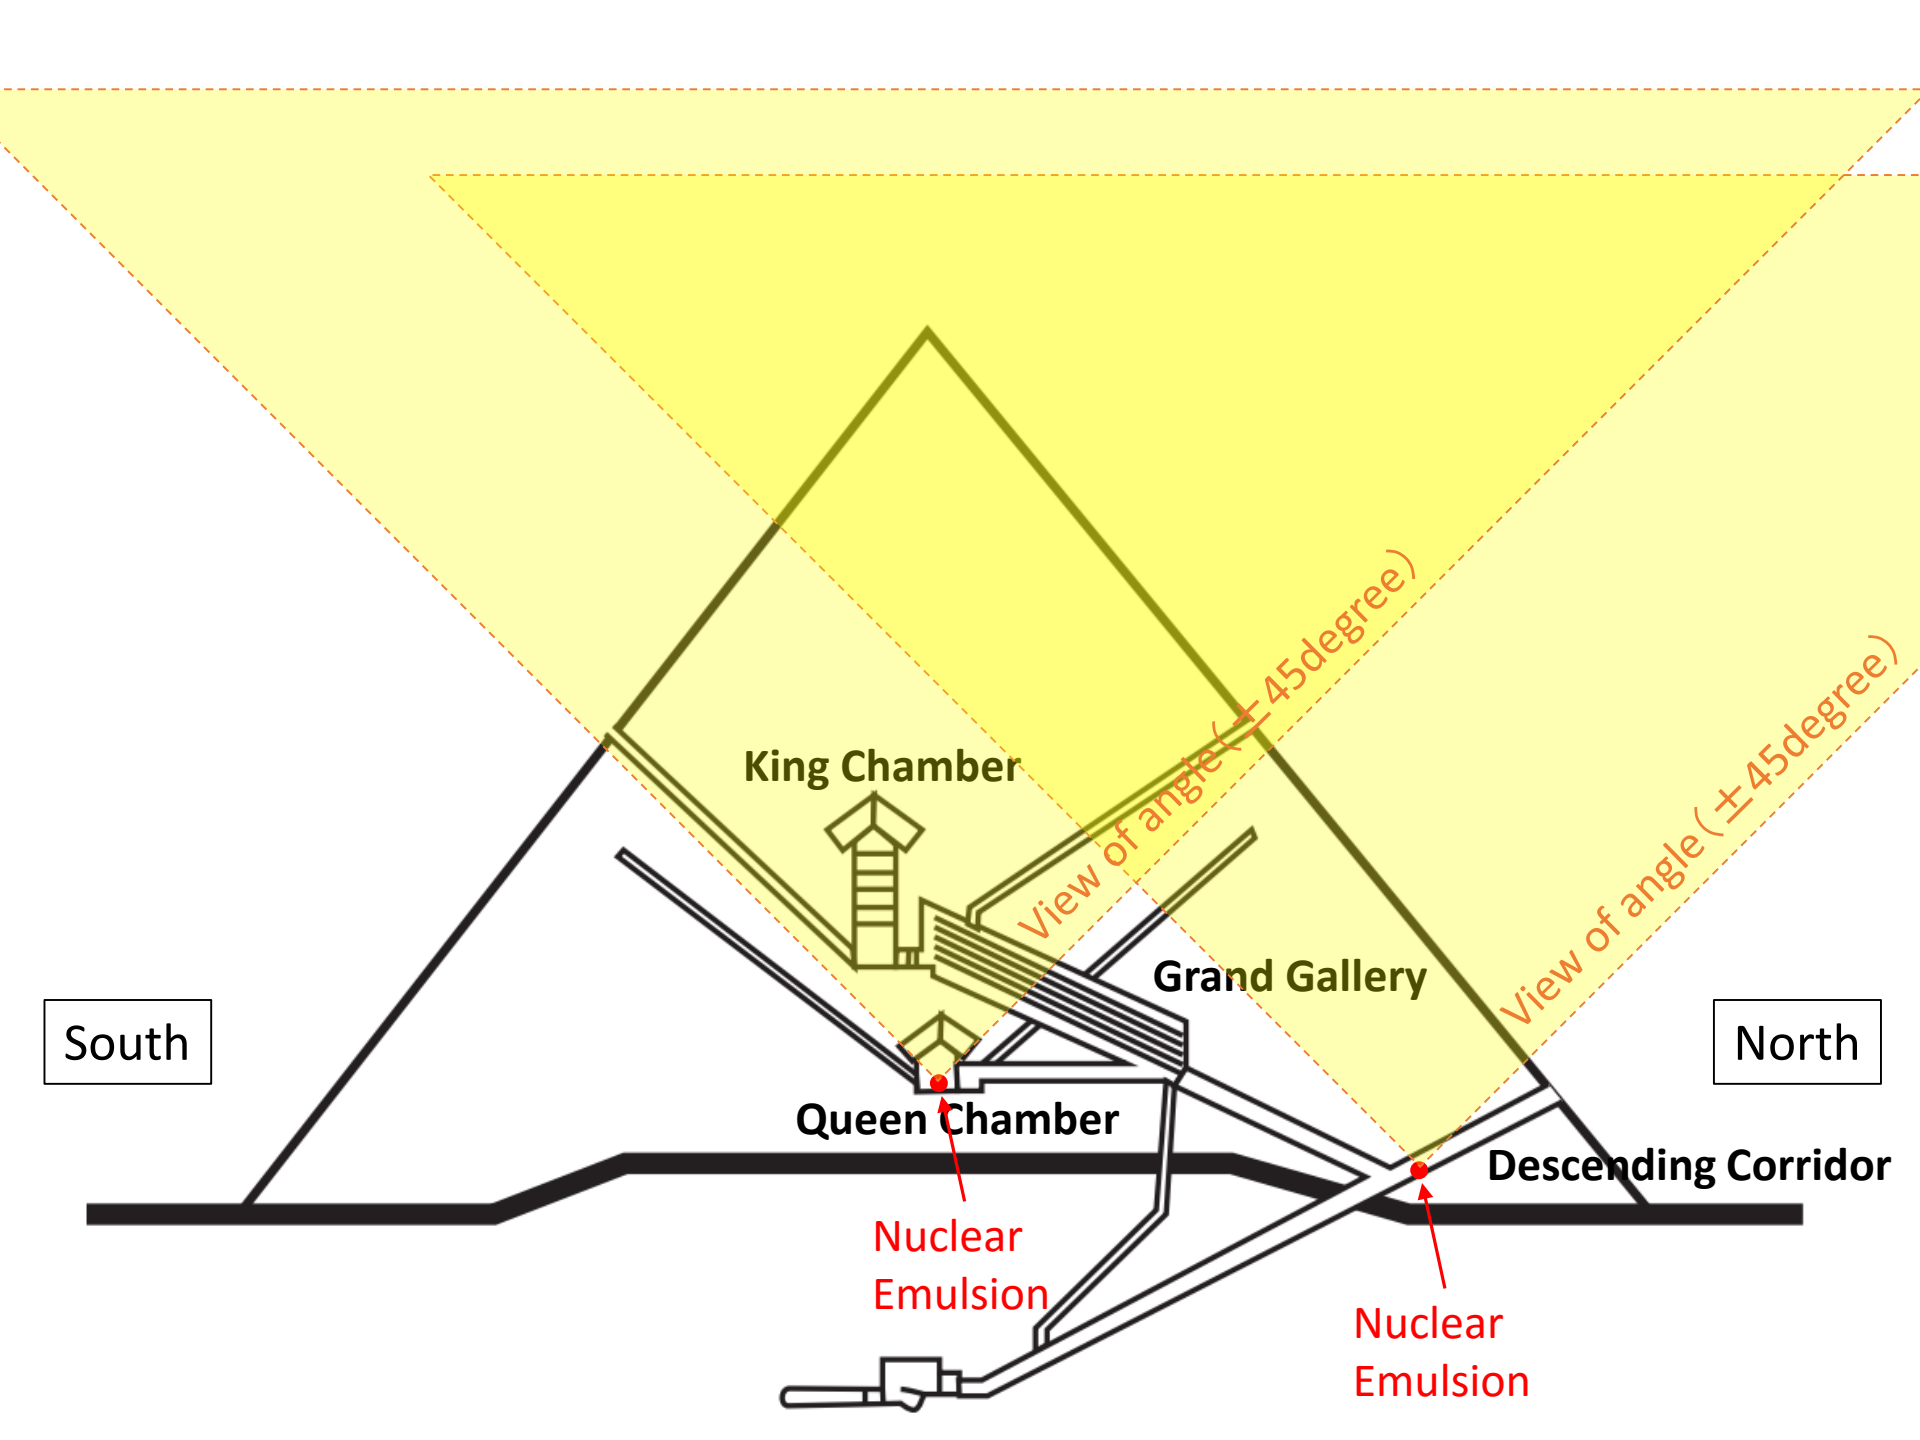 View of angle（±45degree）
View of angle（±45degree）
King Chamber
Grand Gallery
South
North
Queen Chamber
Descending Corridor
Nuclear
Emulsion
Nuclear
Emulsion